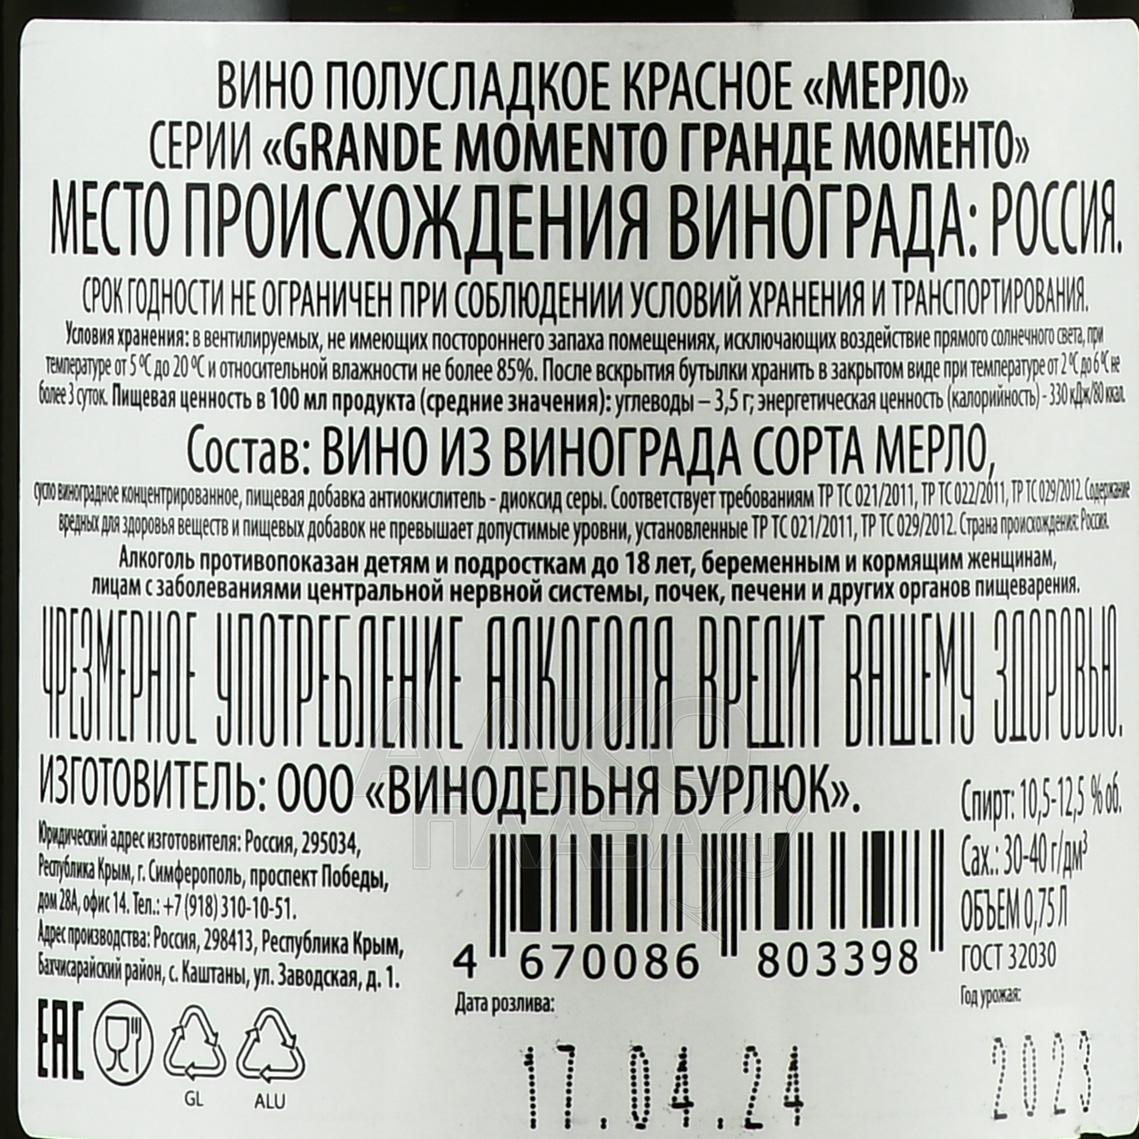 ВИНО ПОЛУСЛАДКОЕ КРАСНОЕ «МЕРЛО»
СЕРИИ «GRANDE MOMENTO ГРАНДЕ МОМЕНТО»
МЕСТО ПРОИСХОЖДЕНИЯ ВИНОГРАДА: РОССИЯ.
СРОК ГОДНОСТИ НЕ ОГРАНИЧЕН ПРИ СОБЛЮДЕНИИ УСЛОВИЙ ХРАНЕНИЯ И ТРАНСПОРТИРОВАНИЯ.
Условия хранения: в вентилируемых, не имеющих постороннего запаха помещениях, исключающих воздействие прямого солнечного света, при
температуре от 5 °С до 20 °С и относительной влажности не более 85%. После вскрытия бутылки хранить в закрытом виде при температуре от 2 °С до 6 °С не
более 3 суток. Пищевая ценность в 100 мл продукта (средние значения): углеводы – 3,5 г; энергетическая ценность (калорийность) - 330 кДж/80 ккал.
Состав: ВИНО ИЗ ВИНОГРАДА СОРТА МЕРЛО,
сусло виноградное концентрированное, пищевая добавка антиокислитель - диоксид серы. Соответствует требованиям ТР ТС 021/2011, ТР ТС 022/2011, ТР ТС 029/2012. Содержание
вредных для здоровья веществ и пищевых добавок не превышает допустимые уровни, установленные ТР ТС 021/2011, ТР ТС 029/2012. Страна происхождения: Россия.
Алкоголь противопоказан детям и подросткам до 18 лет, беременным и кормящим женщинам,
лицам с заболеваниями центральной нервной системы, почек, печени и других органов пищеварения.
ЧРЕЗМЕРНОЕ УПОТРЕБЛЕНИЕ АЛКОГОЛЯ ВРЕДИТ ВАШЕМУ ЗДОРОВЬЮ.
ИЗГОТОВИТЕЛЬ: ООО «ВИНОДЕЛЬНЯ БУРЛЮК».
Юридический адрес изготовителя: Россия, 295034,
Республика Крым, г. Симферополь, проспект Победы,
дом 28А, офис 14. Тел.: +7 (918) 310-10-51.
Адрес производства: Россия, 298413, Республика Крым,
Бахчисарайский район, с. Каштаны, ул. Заводская, д. 1.
Спирт: 10,5-12,5 % об.
Сах.: 30-40 г/дм³
ОБЪЕМ 0,75 Л
ГОСТ 32030
4 670086 803398
Дата розлива:
17.04.24
Год урожая:
2023
EAC
GL
ALU
АЛКО
НАВАЛ